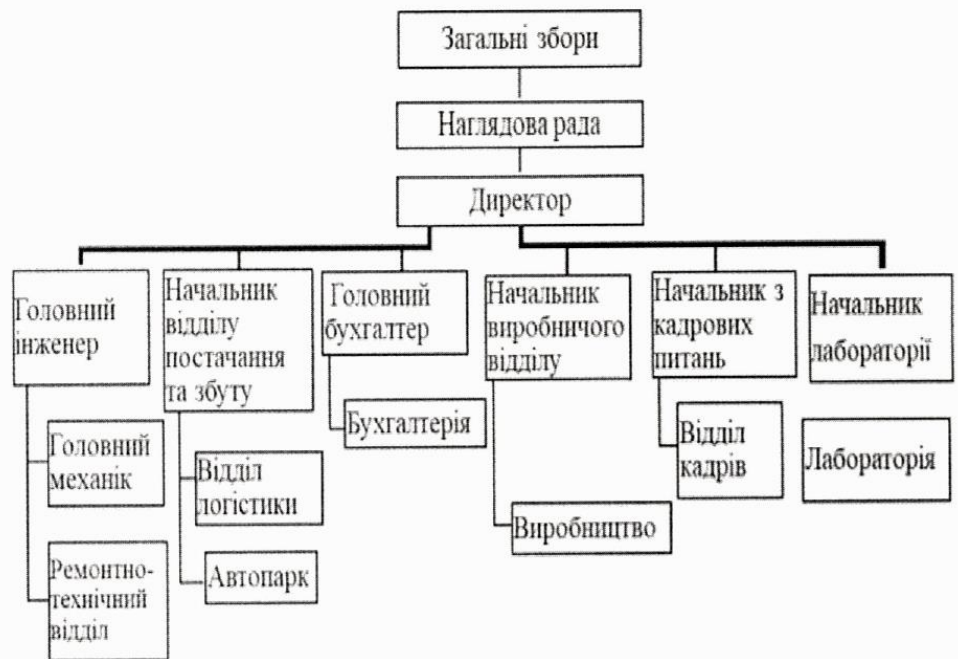 Загальні збори
Наглядова рада
Директор
Головний
інженер
Начальник
відділу
постачання
та збуту
Головний
бухгалтер
Начальник
виробничого
відділу
Начальник з
кадрових
питань
Начальник
лабораторії
Головний
механік
Ремонтно-
технічний
відділ
Відділ
логістики
Автопарк
Бухгалтерія
Виробництво
Відділ
кадрів
Лабораторія